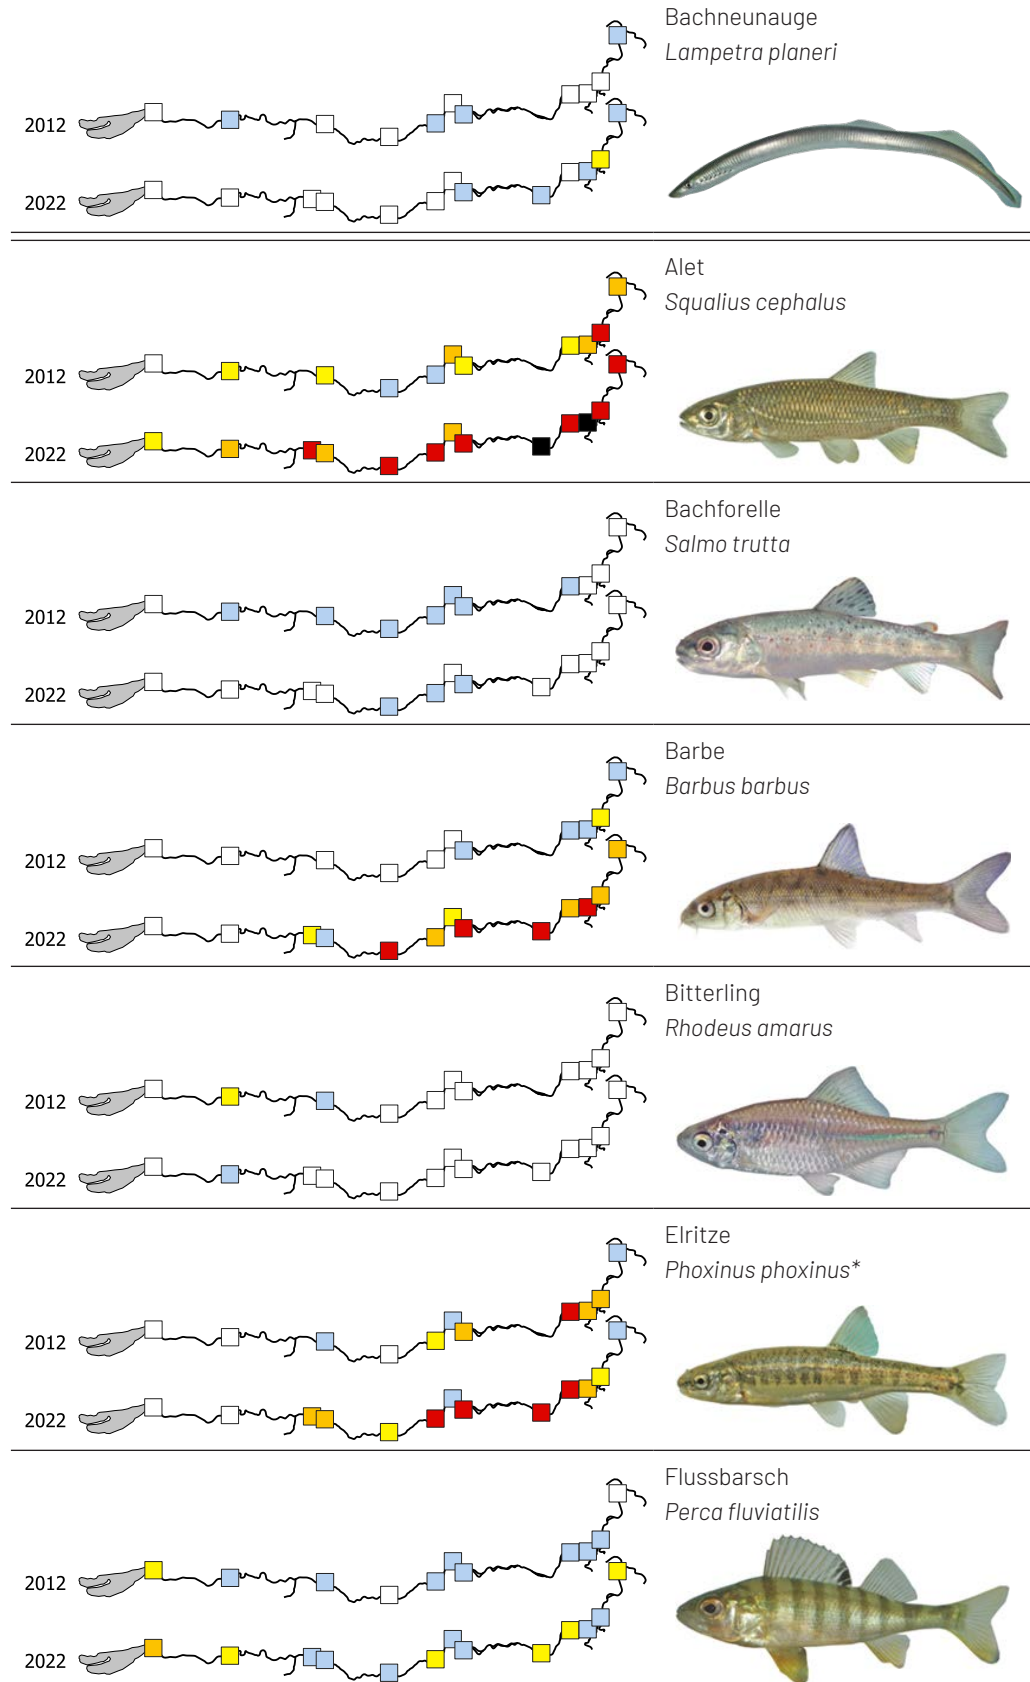 Bachneunauge
Lampetra planeri
2012
2022
Alet
Squalius cephalus
2012
2022
Bachforelle
Salmo trutta
2012
2022
Barbe
Barbus barbus
2012
2022
Bitterling
Rhodeus amarus
2012
2022
Elritze
Phoxinus phoxinus*
2012
2022
Flussbarsch
Perca fluviatilis
2012
2022